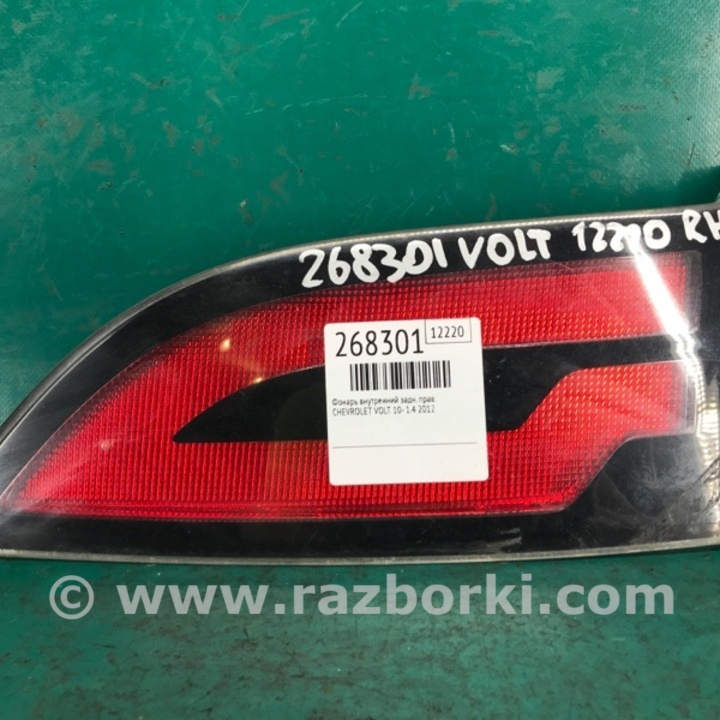 268301 VOLT 12220 RH
268301 12220
Фонарь внутренний задн. прав.
CHEVROLET VOLT 10- 1.4 2012
© www.razborki.com